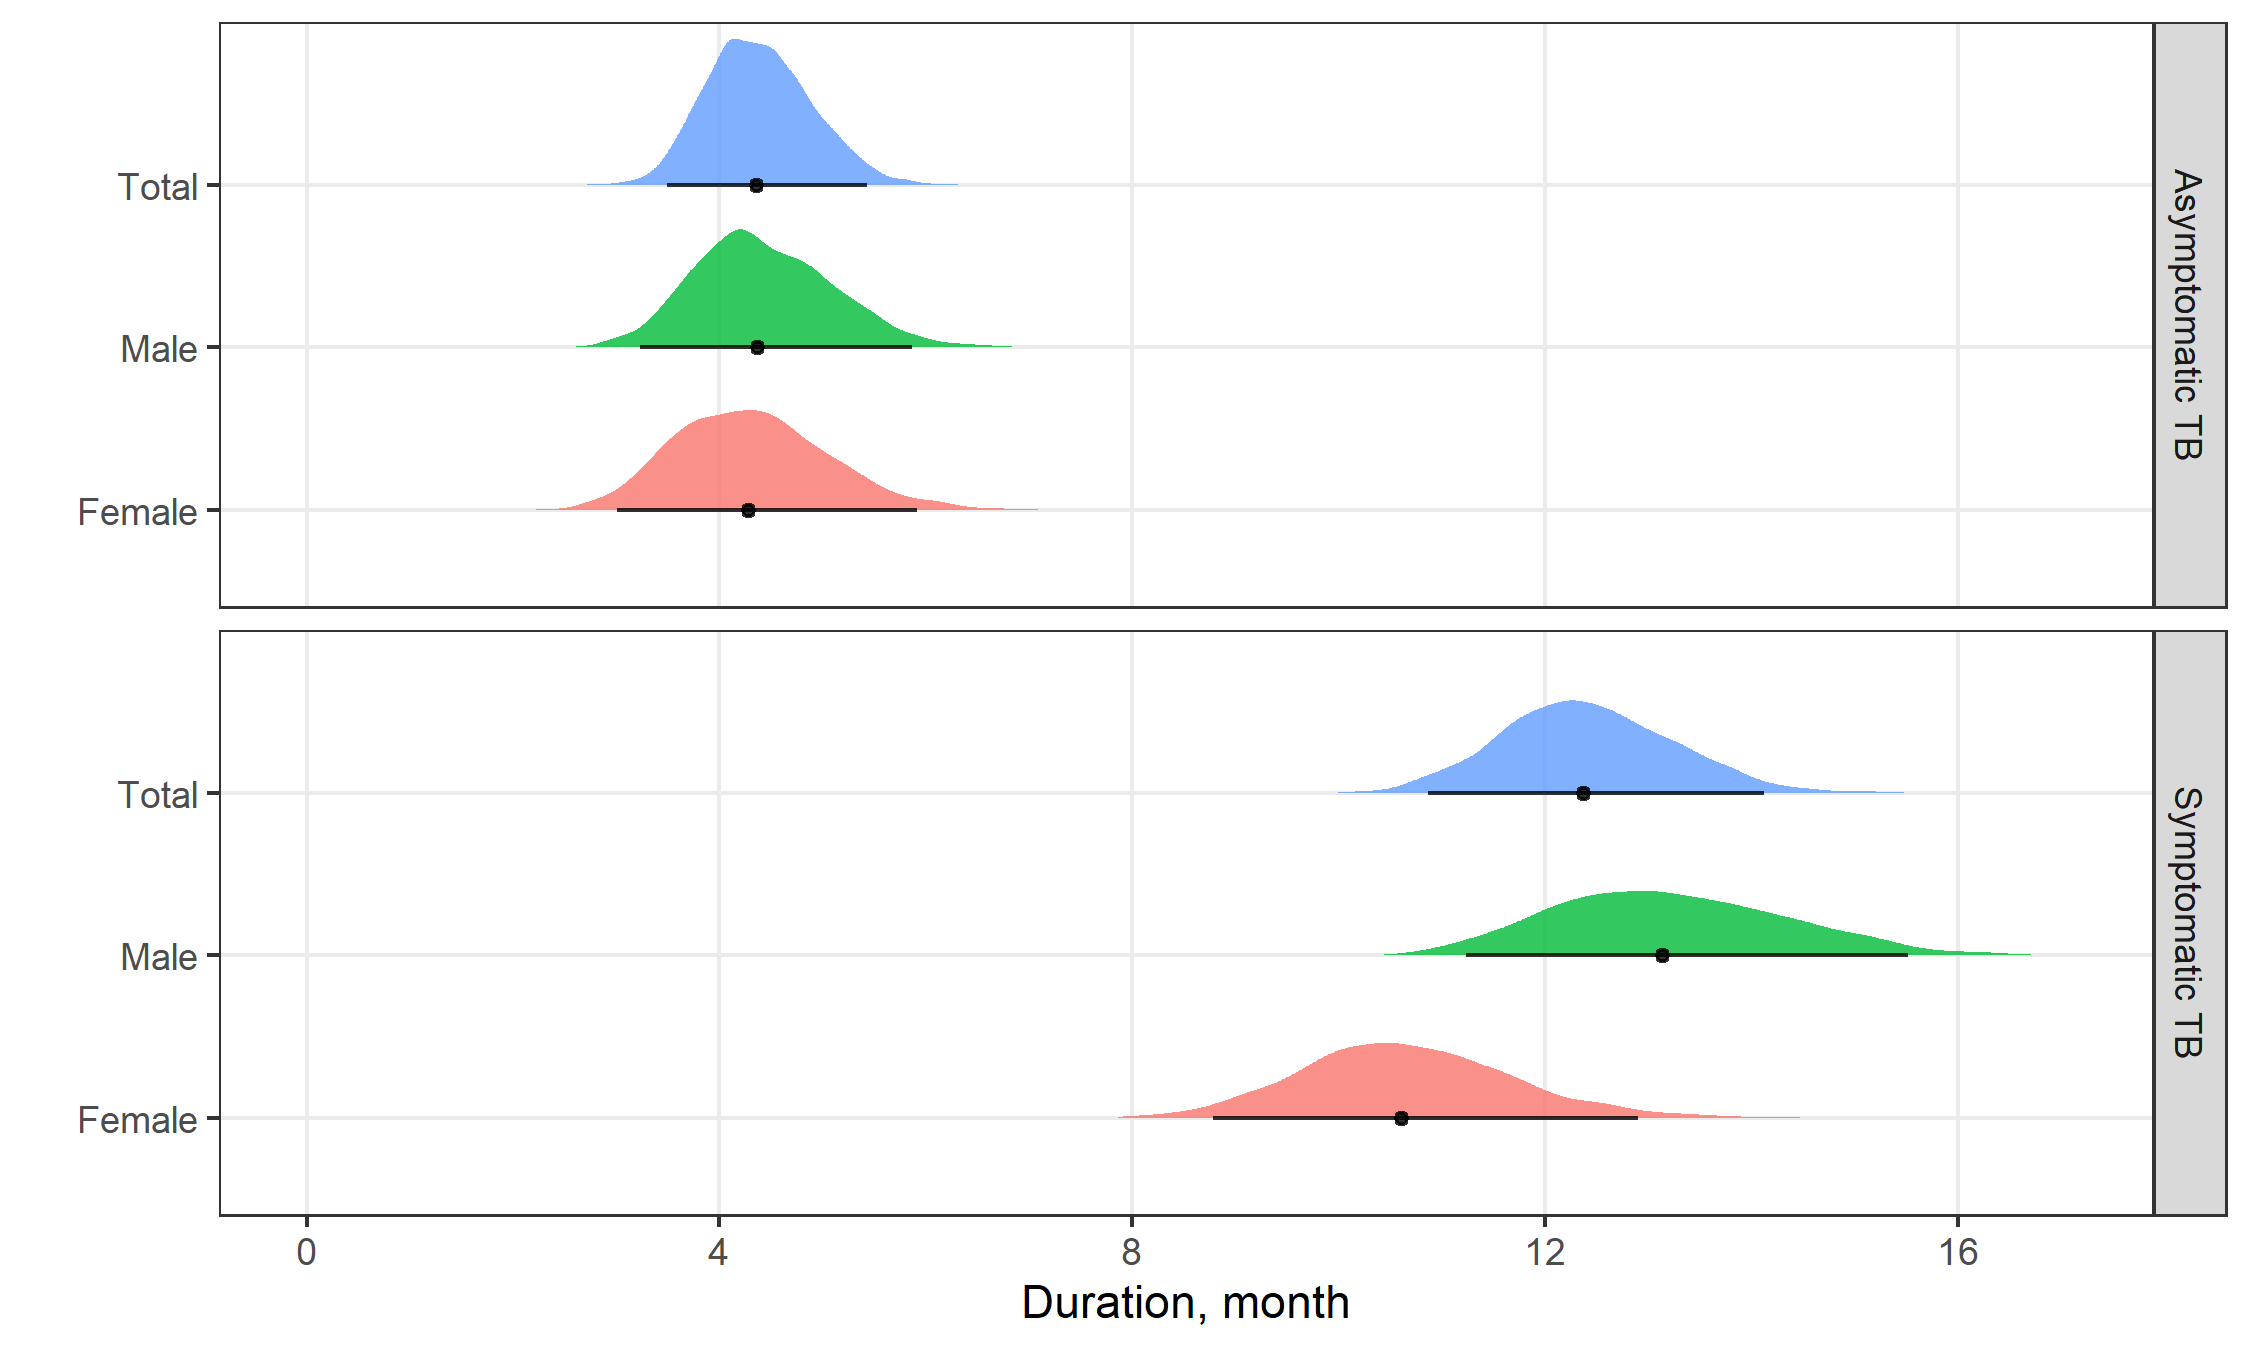 Total
Male
Female
Asymptomatic TB
Total
Male
Female
Symptomatic TB
0 4 8 12 16
Duration, month